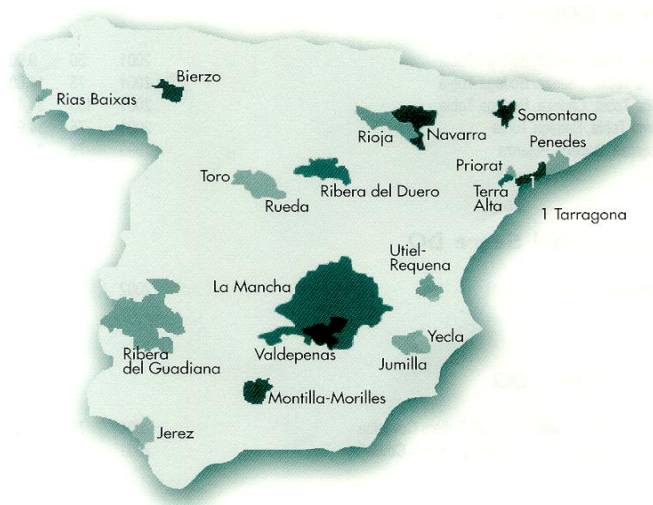 Bierzo
Rias Baixas
Rioja
Navarra
Somontano
Penedes
Priorat
Terra
Alta
1
1 Tarragona
Toro
Rueda
Ribera del Duero
Utiel-
Requena
La Mancha
Valdepenas
Yecla
Jumilla
Ribera
del Guadiana
Montilla-Morilles
Jerez